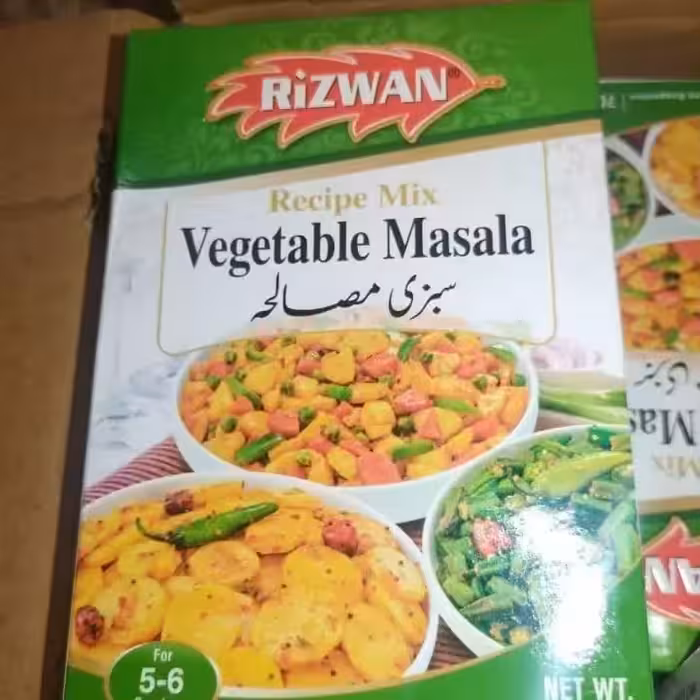 RiZWAN
Recipe Mix
Vegetable Masala
سبزی مصالحہ
For
5-6
NET WT.